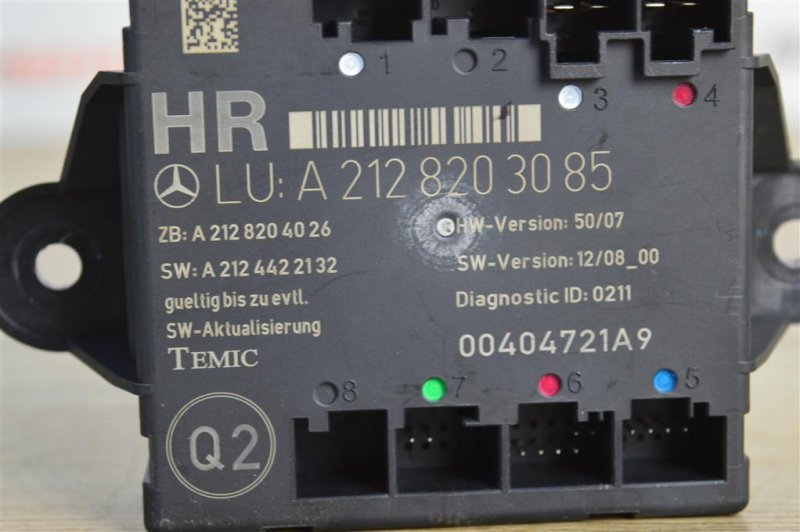 1 2 3 4
HR
LU: A 212 820 30 85
ZB: A 212 820 40 26
HW-Version: 50/07
SW: A 212 442 21 32
SW-Version: 12/08_00
gueltig bis zu evtl.
Diagnostic ID: 0211
SW-Aktualisierung
TEMIC
00404721A9
8 7 6 5
Q2